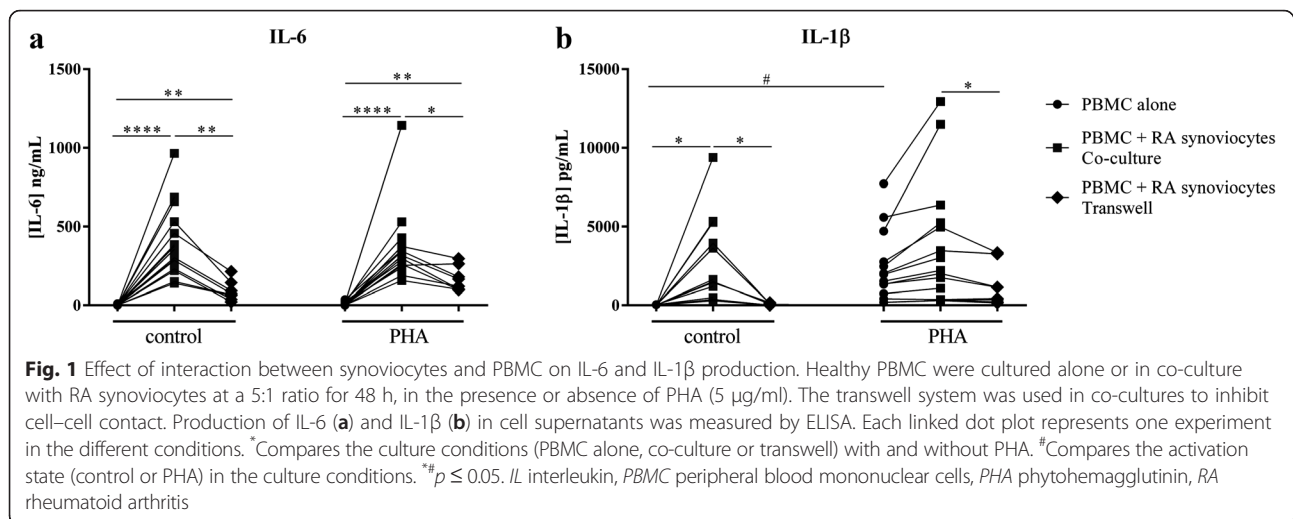 a
IL-6
b
IL-1β
[IL-6] ng/mL
1500
1000
500
0
**
****
**
**
****
*
control
PHA
[IL-1β] pg/mL
15000
10000
5000
0
#
*
*
*
control
PHA
PBMC alone
PBMC + RA synoviocytes
Co-culture
PBMC + RA synoviocytes
Transwell
Fig. 1 Effect of interaction between synoviocytes and PBMC on IL-6 and IL-1β production. Healthy PBMC were cultured alone or in co-culture
with RA synoviocytes at a 5:1 ratio for 48 h, in the presence or absence of PHA (5 μg/ml). The transwell system was used in co-cultures to inhibit
cell–cell contact. Production of IL-6 (a) and IL-1β (b) in cell supernatants was measured by ELISA. Each linked dot plot represents one experiment
in the different conditions. *Compares the culture conditions (PBMC alone, co-culture or transwell) with and without PHA. #Compares the activation
state (control or PHA) in the culture conditions. *#p ≤ 0.05. IL interleukin, PBMC peripheral blood mononuclear cells, PHA phytohemagglutinin, RA
rheumatoid arthritis